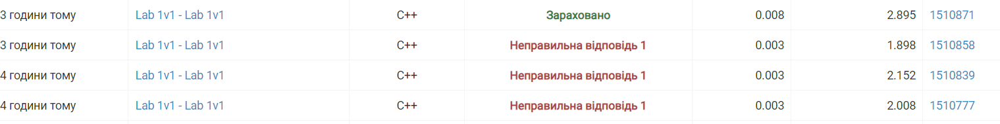 3 години тому Lab 1v1 - Lab 1v1 C++ Зараховано 0.008 2.895 1510871
3 години тому Lab 1v1 - Lab 1v1 C++ Неправильна відповідь 1 0.003 1.898 1510858
4 години тому Lab 1v1 - Lab 1v1 C++ Неправильна відповідь 1 0.003 2.152 1510839
4 години тому Lab 1v1 - Lab 1v1 C++ Неправильна відповідь 1 0.003 2.008 1510777